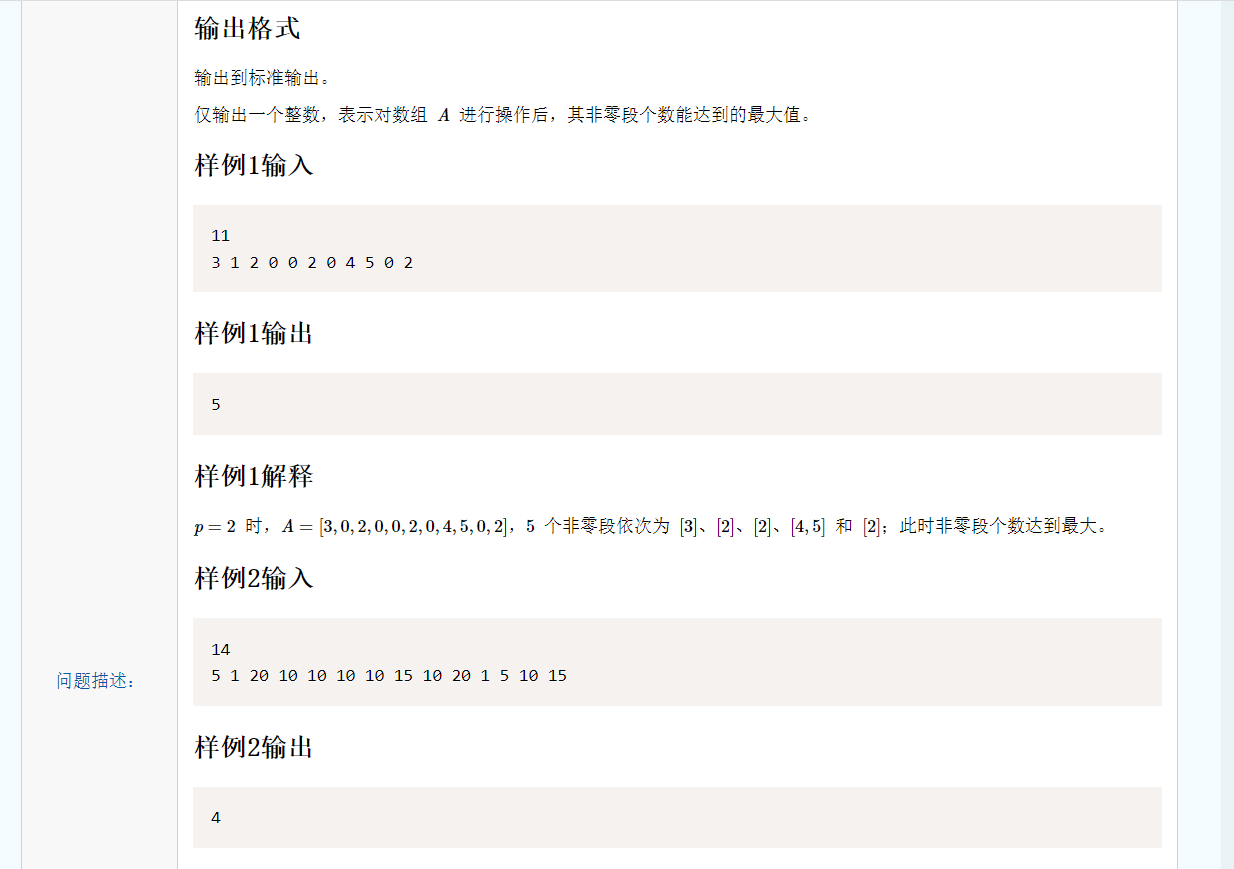 输出格式
输出到标准输出。
仅输出一个整数，表示对数组 A 进行操作后，其非零段个数能达到的最大值。
样例1输入
11
3 1 2 0 0 2 0 4 5 0 2
样例1输出
5
样例1解释
p = 2 时，A = [3, 0, 2, 0, 0, 2, 0, 4, 5, 0, 2]，5 个非零段依次为 [3]、[2]、[2]、[4, 5] 和 [2]；此时非零段个数达到最大。
样例2输入
14
5 1 20 10 10 10 10 15 10 20 1 5 10 15
问题描述：
样例2输出
4